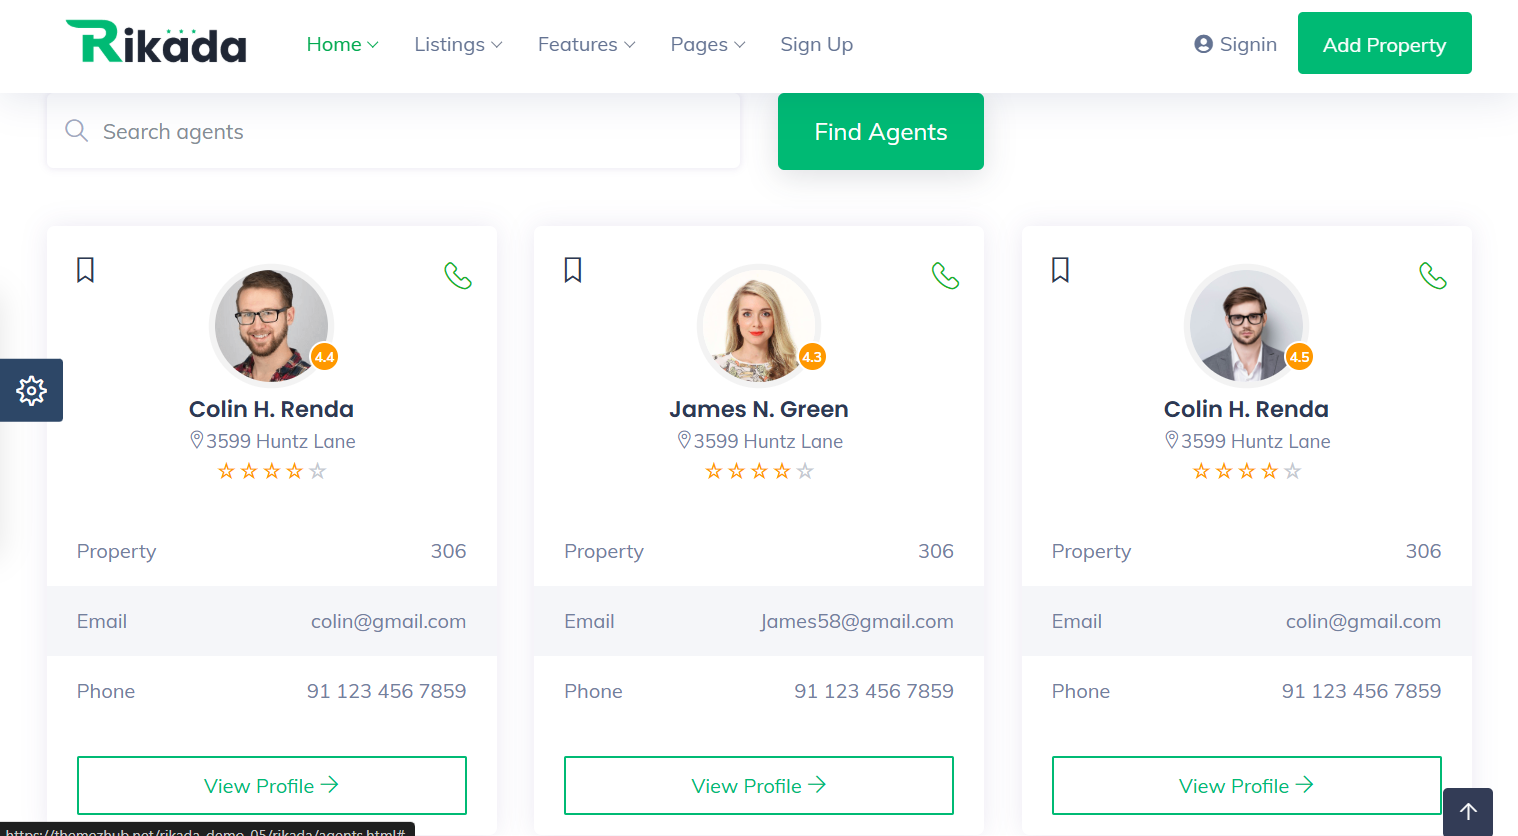 Rikada
Home Listings Features Pages Sign Up Signin Add Property
Search agents Find Agents
4.4 4.3 4.5
Colin H. Renda James N. Green Colin H. Renda
3599 Huntz Lane 3599 Huntz Lane 3599 Huntz Lane
Property 306 Property 306 Property 306
Email colin@gmail.com Email James58@gmail.com Email colin@gmail.com
Phone 91 123 456 7859 Phone 91 123 456 7859 Phone 91 123 456 7859
View Profile → View Profile → View Profile →
https://themezhub.net/rikada-demo-05/rikada/agents.html#